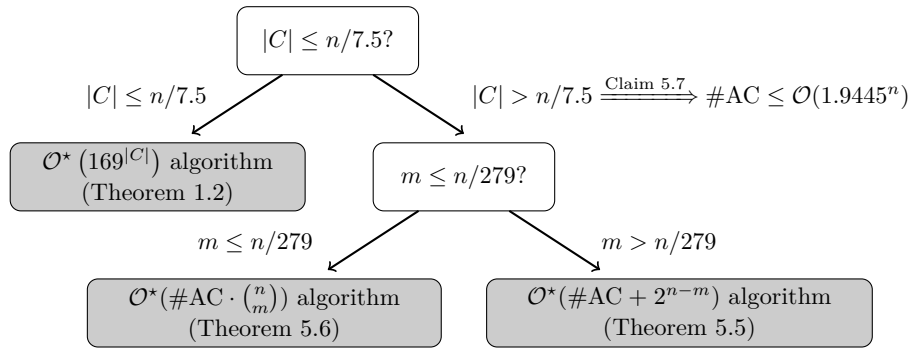 |C| ≤ n/7.5?
|C| ≤ n/7.5
|C| > n/7.5 ⟹ (Claim 5.7) #AC ≤ 𝒪(1.9445ⁿ)
𝒪⋆ (169^{|C|}) algorithm
(Theorem 1.2)
m ≤ n/279?
m ≤ n/279
m > n/279
𝒪⋆(#AC · \binom{n}{m}) algorithm
(Theorem 5.6)
𝒪⋆(#AC + 2^{n−m}) algorithm
(Theorem 5.5)